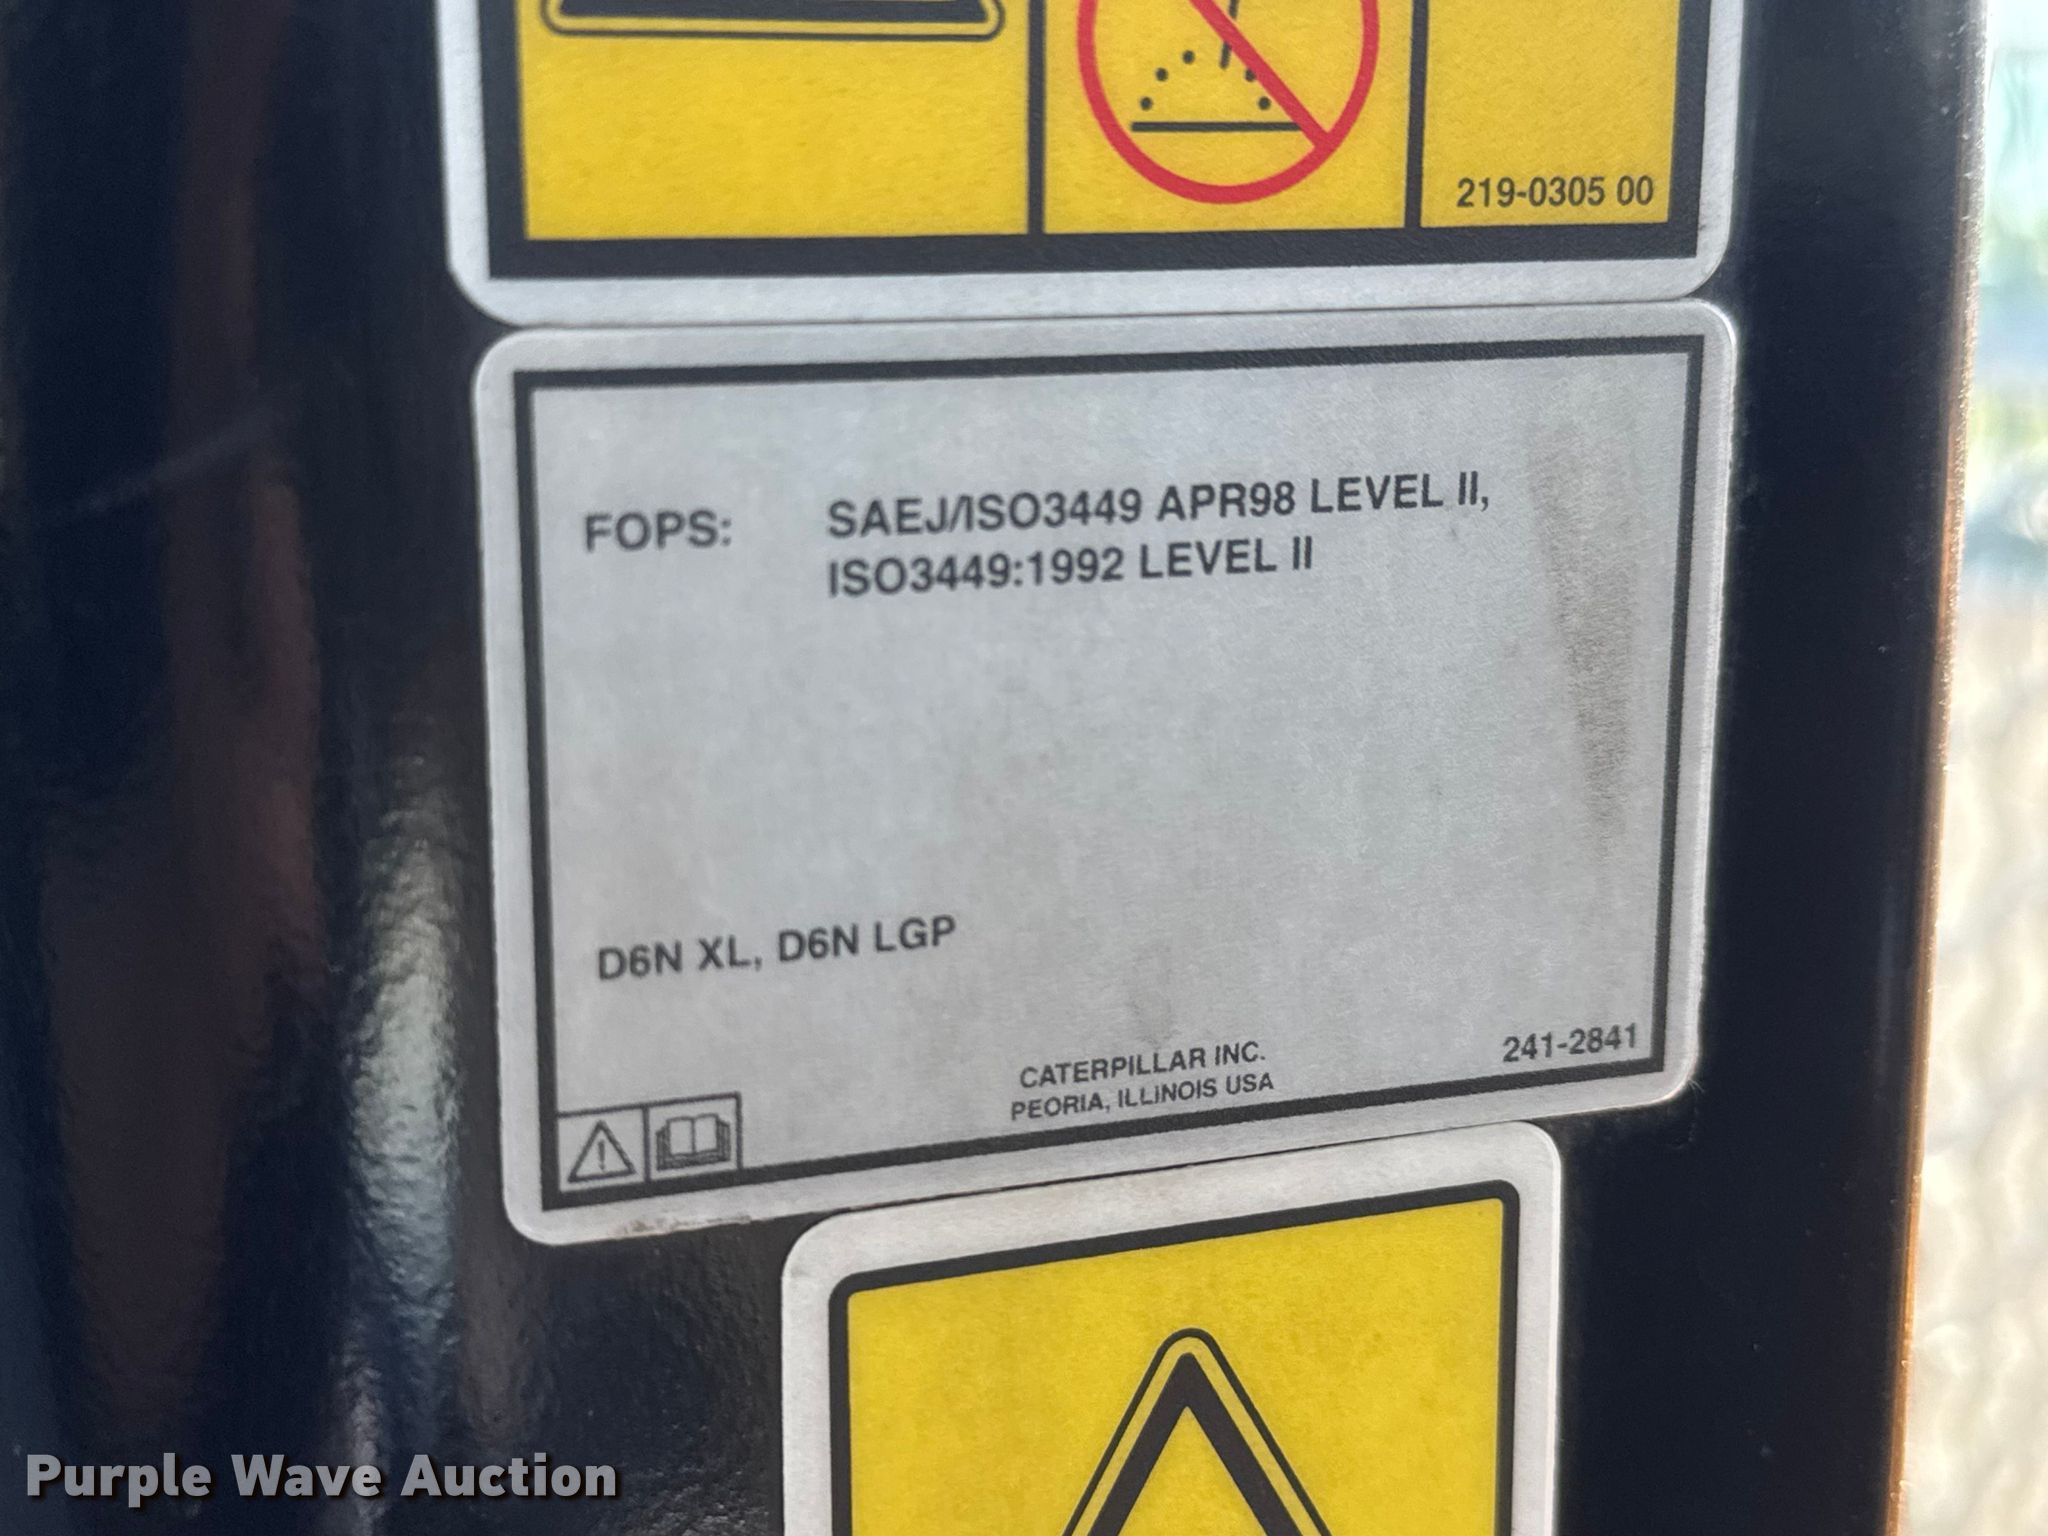 219-0305 00
FOPS: SAEJ/ISO3449 APR98 LEVEL II,
ISO3449:1992 LEVEL II
D6N XL, D6N LGP
241-2841
CATERPILLAR INC.
PEORIA, ILLINOIS USA
Purple Wave Auction